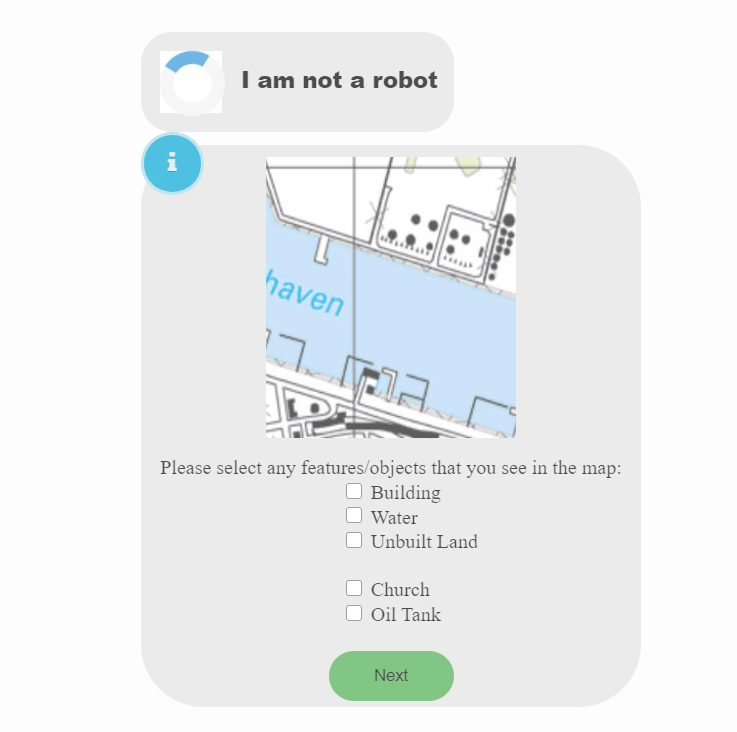 I am not a robot
i
haven
Please select any features/objects that you see in the map:
Building
Water
Unbuilt Land
Church
Oil Tank
Next